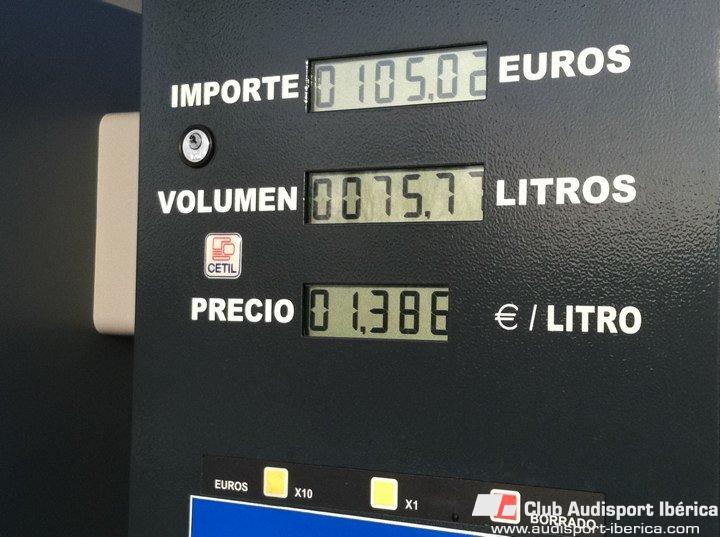 IMPORTE 0105,02 EUROS
VOLUMEN 0075,77 LITROS
CETIL
PRECIO 01,386 €/LITRO
EUROS X10 X1 BORRADO
Club Audisport Ibérica
www.audisport-iberica.com